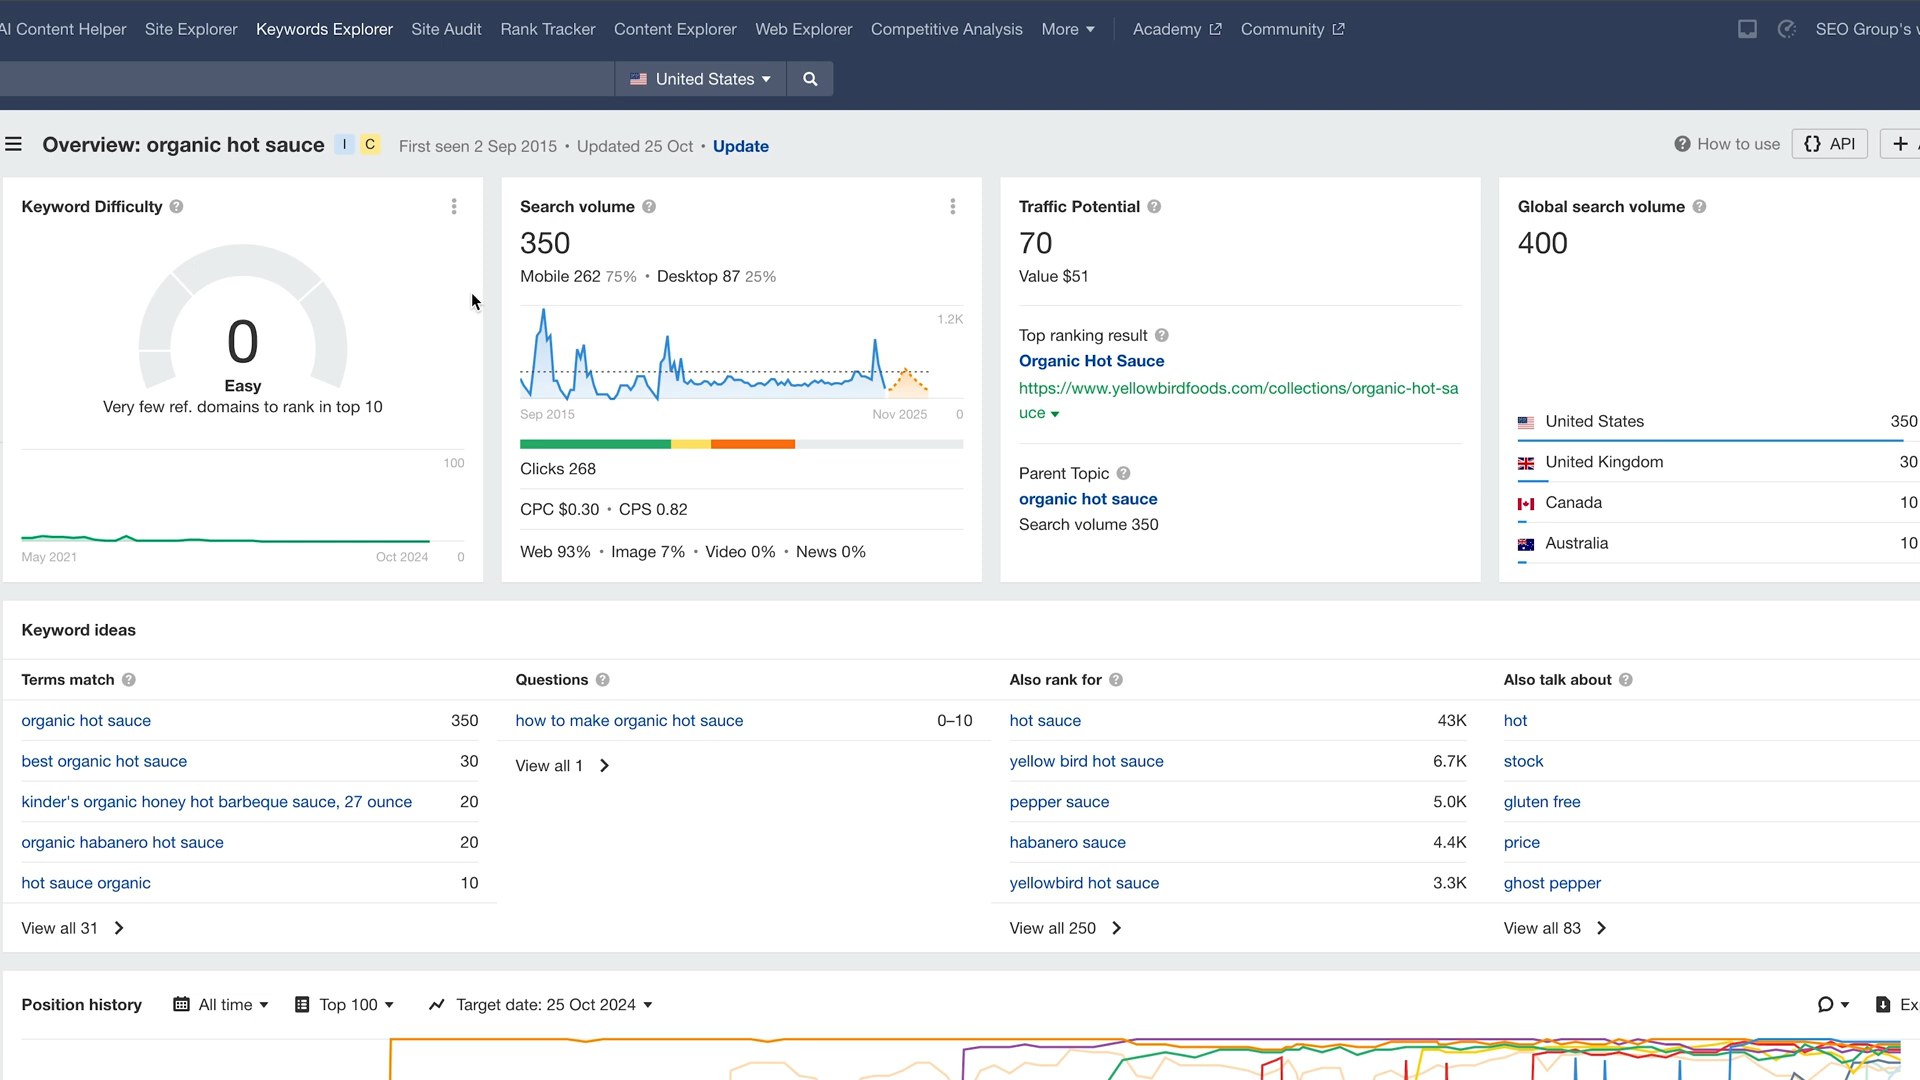 AI Content Helper Site Explorer Keywords Explorer Site Audit Rank Tracker Content Explorer Web Explorer Competitive Analysis More Academy Community SEO Group's
United States
Overview: organic hot sauce I C First seen 2 Sep 2015 • Updated 25 Oct • Update How to use {} API +
Keyword Difficulty ?
0
Easy
Very few ref. domains to rank in top 10
100
May 2021 Oct 2024 0
Search volume ?
350
Mobile 262 75% • Desktop 87 25%
1.2K
Sep 2015 Nov 2025 0
Clicks 268
CPC $0.30 • CPS 0.82
Web 93% • Image 7% • Video 0% • News 0%
Traffic Potential ?
70
Value $51
Top ranking result ?
Organic Hot Sauce
https://www.yellowbirdfoods.com/collections/organic-hot-sa
uce
Parent Topic ?
organic hot sauce
Search volume 350
Global search volume ?
400
United States 350
United Kingdom 30
Canada 10
Australia 10
Keyword ideas
Terms match ?
organic hot sauce 350
best organic hot sauce 30
kinder's organic honey hot barbeque sauce, 27 ounce 20
organic habanero hot sauce 20
hot sauce organic 10
View all 31
Questions ?
how to make organic hot sauce 0–10
View all 1
Also rank for ?
hot sauce 43K
yellow bird hot sauce 6.7K
pepper sauce 5.0K
habanero sauce 4.4K
yellowbird hot sauce 3.3K
View all 250
Also talk about ?
hot
stock
gluten free
price
ghost pepper
View all 83
Position history All time Top 100 Target date: 25 Oct 2024